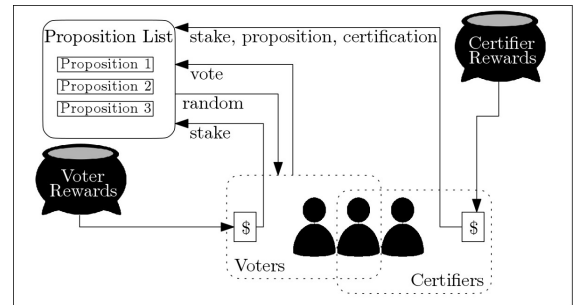 Proposition List
Proposition 1
Proposition 2
Proposition 3
stake, proposition, certification
vote
random
stake
Certifier
Rewards
Voter
Rewards
$
$
Voters
Certifiers